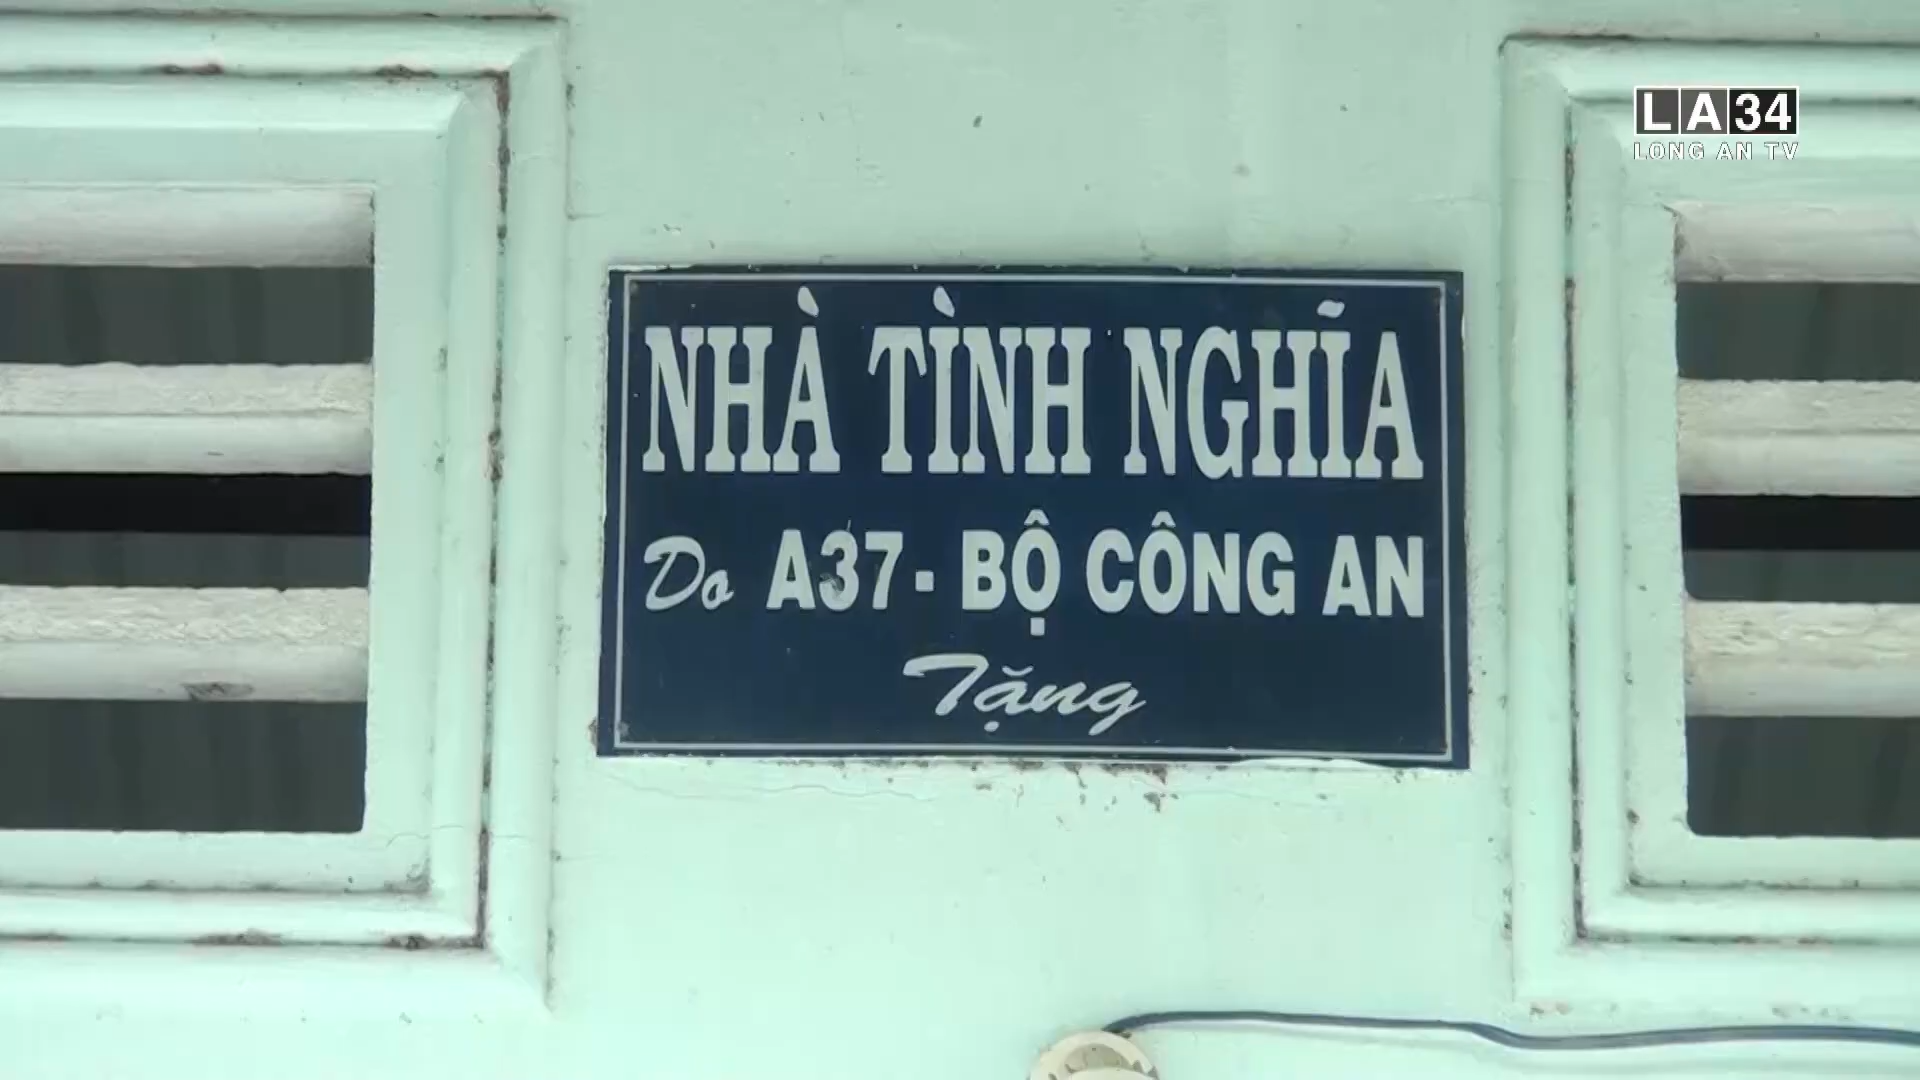 LA34
LONG AN TV
NHÀ TÌNH NGHĨA
Do A37 - BỘ CÔNG AN
Tặng